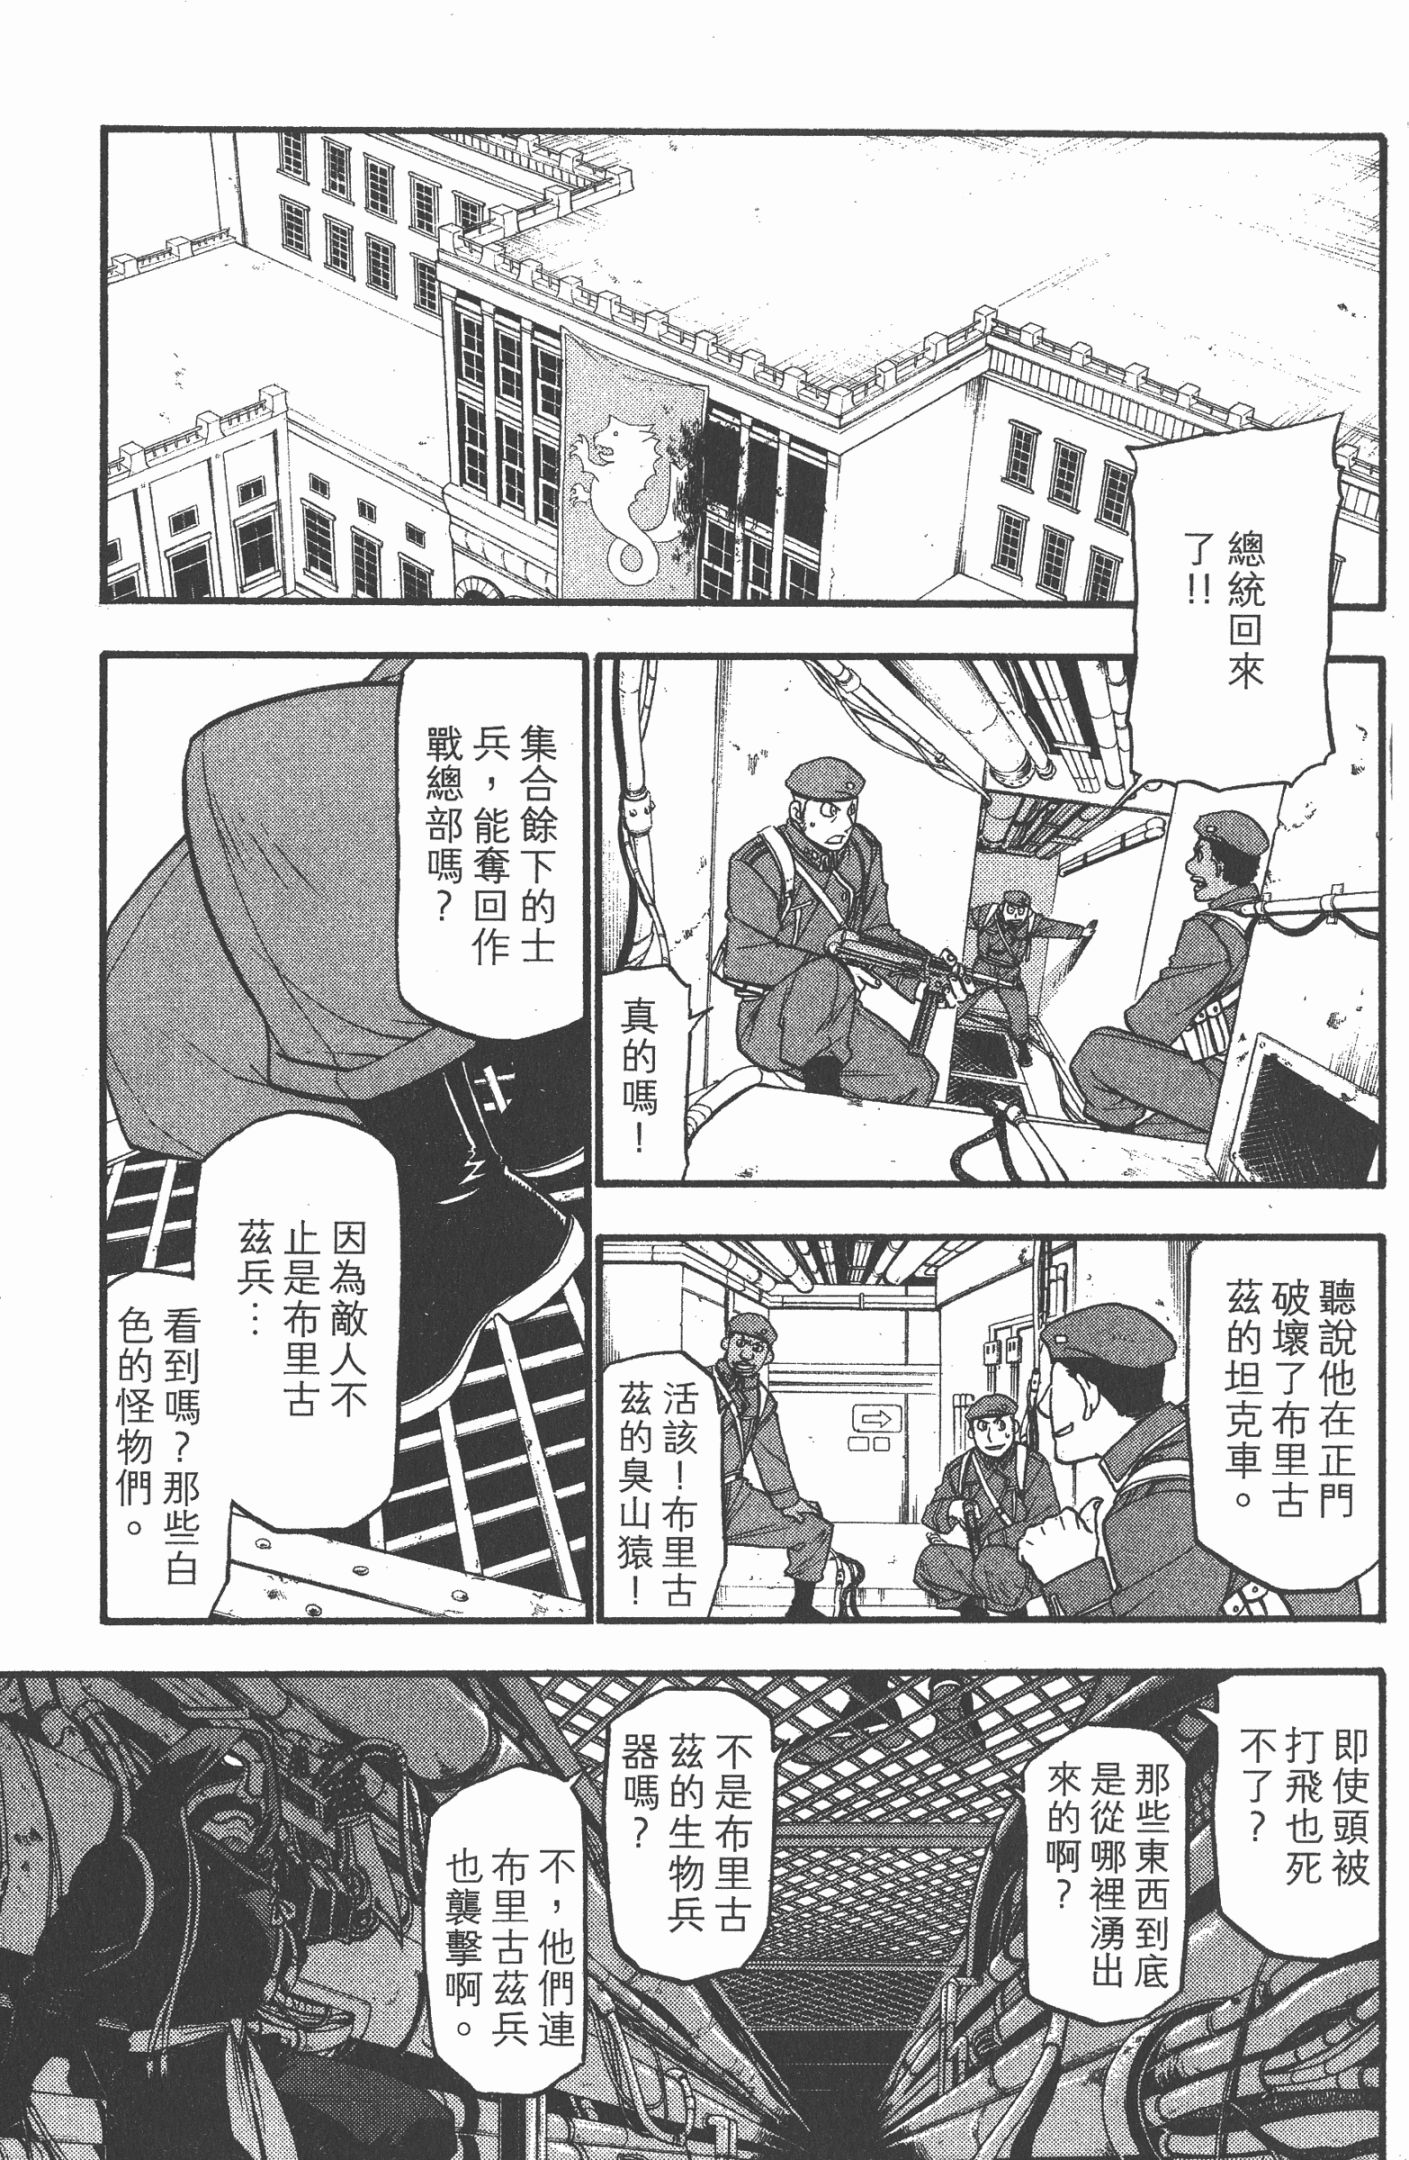 總統回來
了!!
真的嗎！
聽說他在正門
破壞了布里古
茲的坦克車。
活該！布里古
茲的臭山猿！
集合餘下的士
兵，能奪回作
戰總部嗎？
因為敵人不
止是布里古
茲兵…
看到嗎？那些白
色的怪物們。
即使頭被
打飛也死
不了？
那些東西到底
是從哪裡湧出
來的啊？
不是布里古
茲的生物兵
器嗎？
不，他們連
布里古茲兵
也襲擊啊。